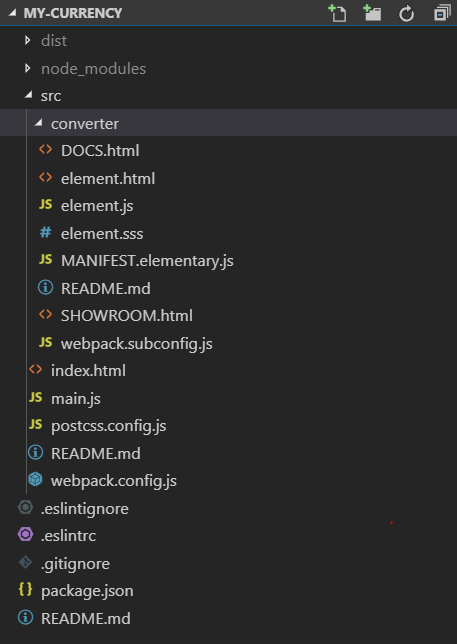 MY-CURRENCY
dist
node_modules
src
converter
<> DOCS.html
<> element.html
JS element.js
# element.sss
JS MANIFEST.elementary.js
README.md
<> SHOWROOM.html
JS webpack.subconfig.js
<> index.html
JS main.js
JS postcss.config.js
README.md
webpack.config.js
.eslintignore
.eslintrc
.gitignore
{ } package.json
README.md